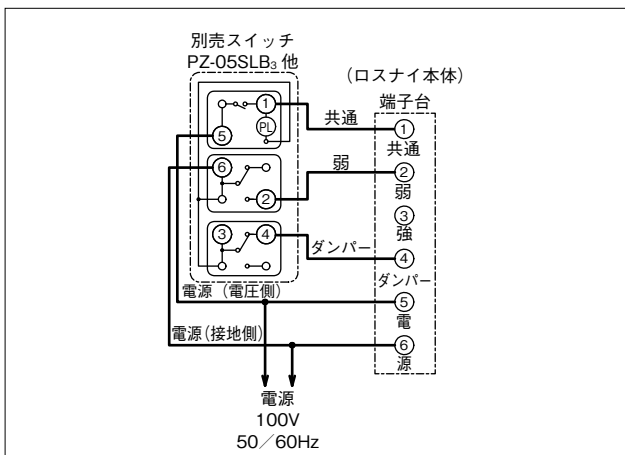 別売スイッチ
PZ-05SLB₃ 他
(ロスナイ本体)
端子台
① PL ⑤
共通
①
共通
⑥ ②
弱
②
弱
③
強
③ ④
ダンパー
④
ダンパー
電源(電圧側)
⑤
電
電源(接地側)
⑥
源
電源
100V
50/60Hz